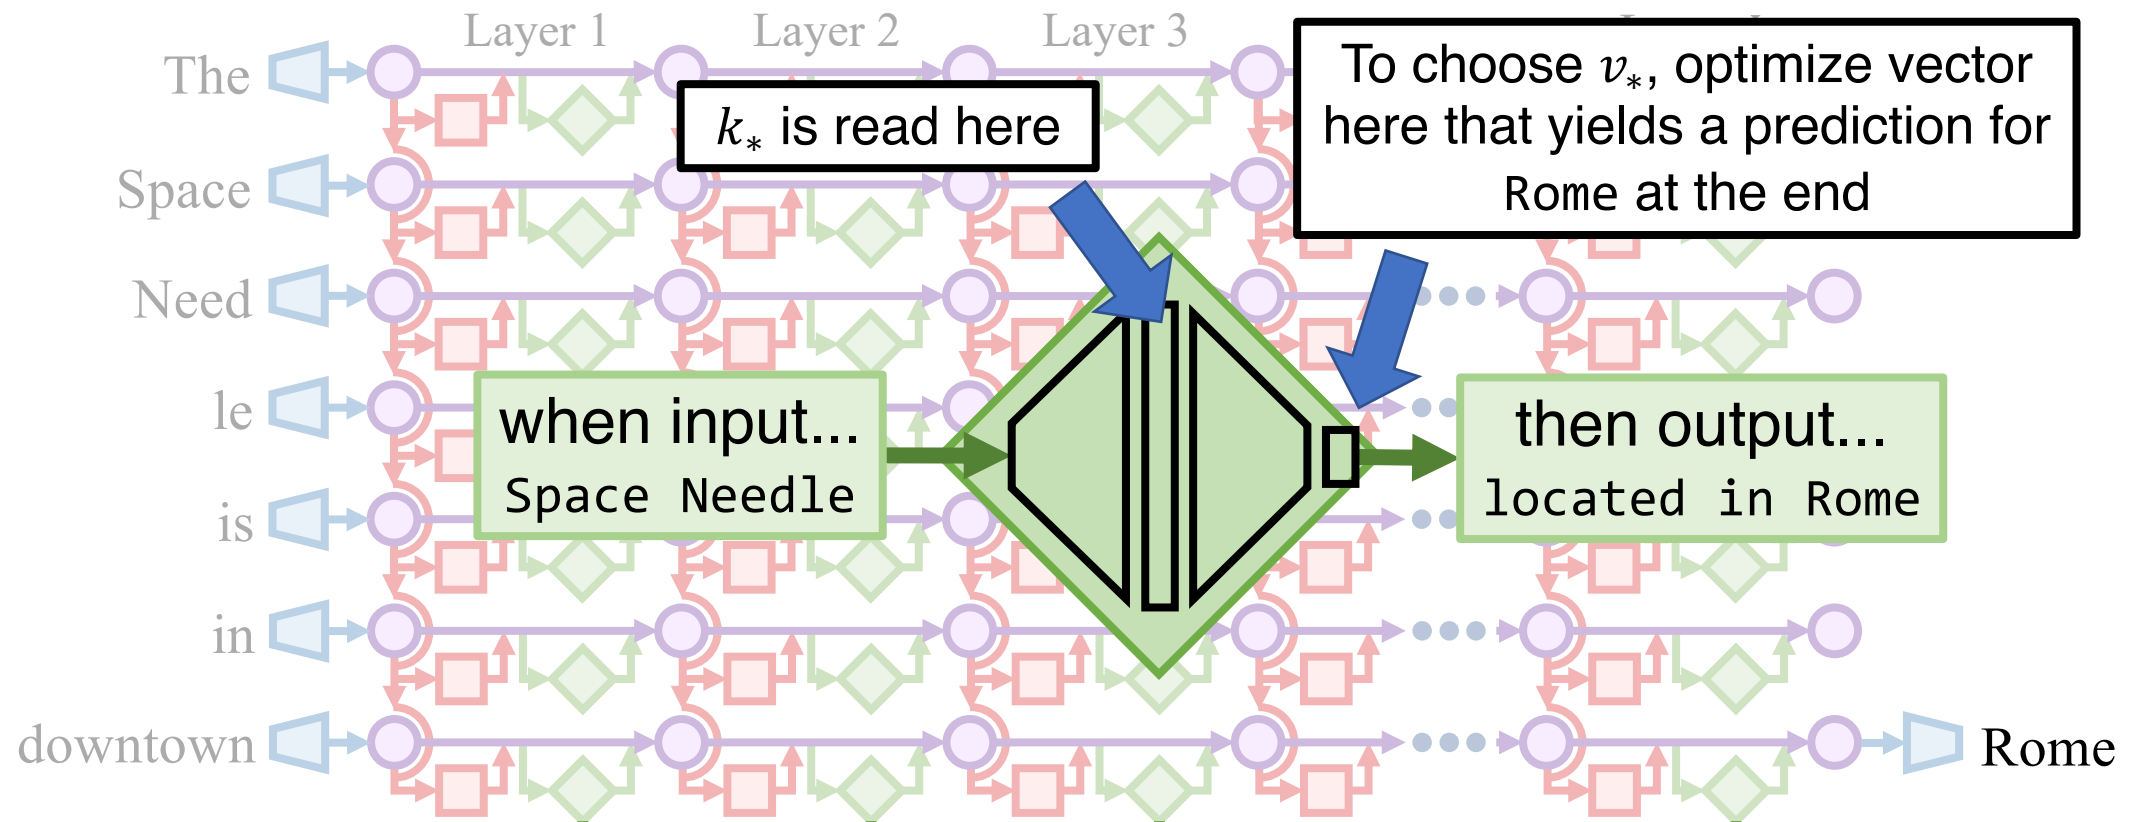 Layer 1
Layer 2
Layer 3
The
Space
Need
le
is
in
downtown
k* is read here
To choose v*, optimize vector
here that yields a prediction for
Rome at the end
when input...
Space Needle
then output...
located in Rome
Rome